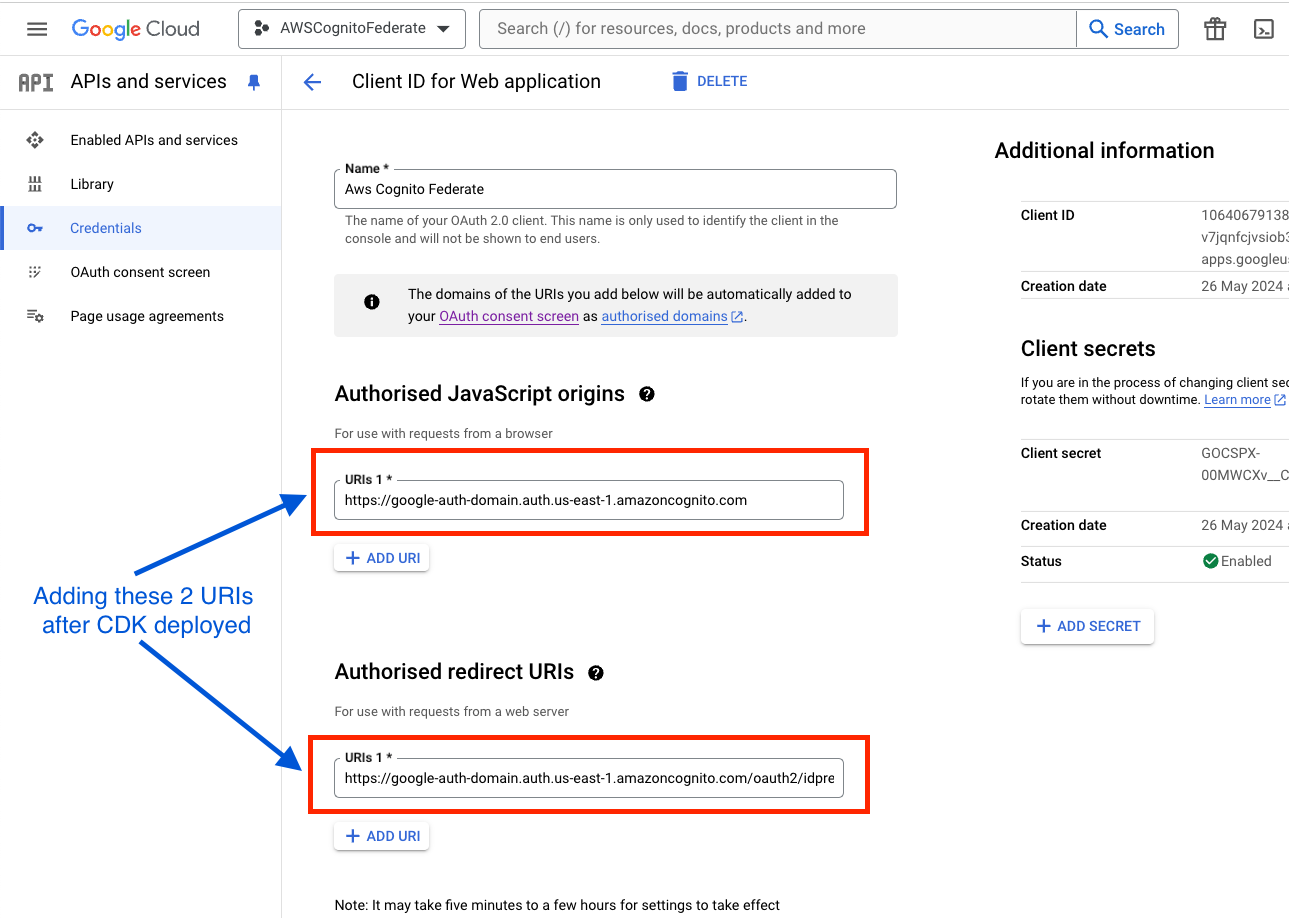 Google Cloud
AWSCognitoFederate
Search (/) for resources, docs, products and more
Search
API
APIs and services
Client ID for Web application
DELETE
Enabled APIs and services
Library
Credentials
OAuth consent screen
Page usage agreements
Name *
Aws Cognito Federate
The name of your OAuth 2.0 client. This name is only used to identify the client in the
console and will not be shown to end users.
The domains of the URIs you add below will be automatically added to
your OAuth consent screen as authorised domains.
Authorised JavaScript origins
For use with requests from a browser
URIs 1 *
https://google-auth-domain.auth.us-east-1.amazoncognito.com
ADD URI
Adding these 2 URIs
after CDK deployed
Authorised redirect URIs
For use with requests from a web server
URIs 1 *
https://google-auth-domain.auth.us-east-1.amazoncognito.com/oauth2/idpre
ADD URI
Note: It may take five minutes to a few hours for settings to take effect
Additional information
Client ID 10640679138
v7jqnfcjvsiob3
apps.googleus
Creation date 26 May 2024
Client secrets
If you are in the process of changing client sec
rotate them without downtime. Learn more
Client secret GOCSPX-
00MWCXv__C
Creation date 26 May 2024
Status Enabled
ADD SECRET